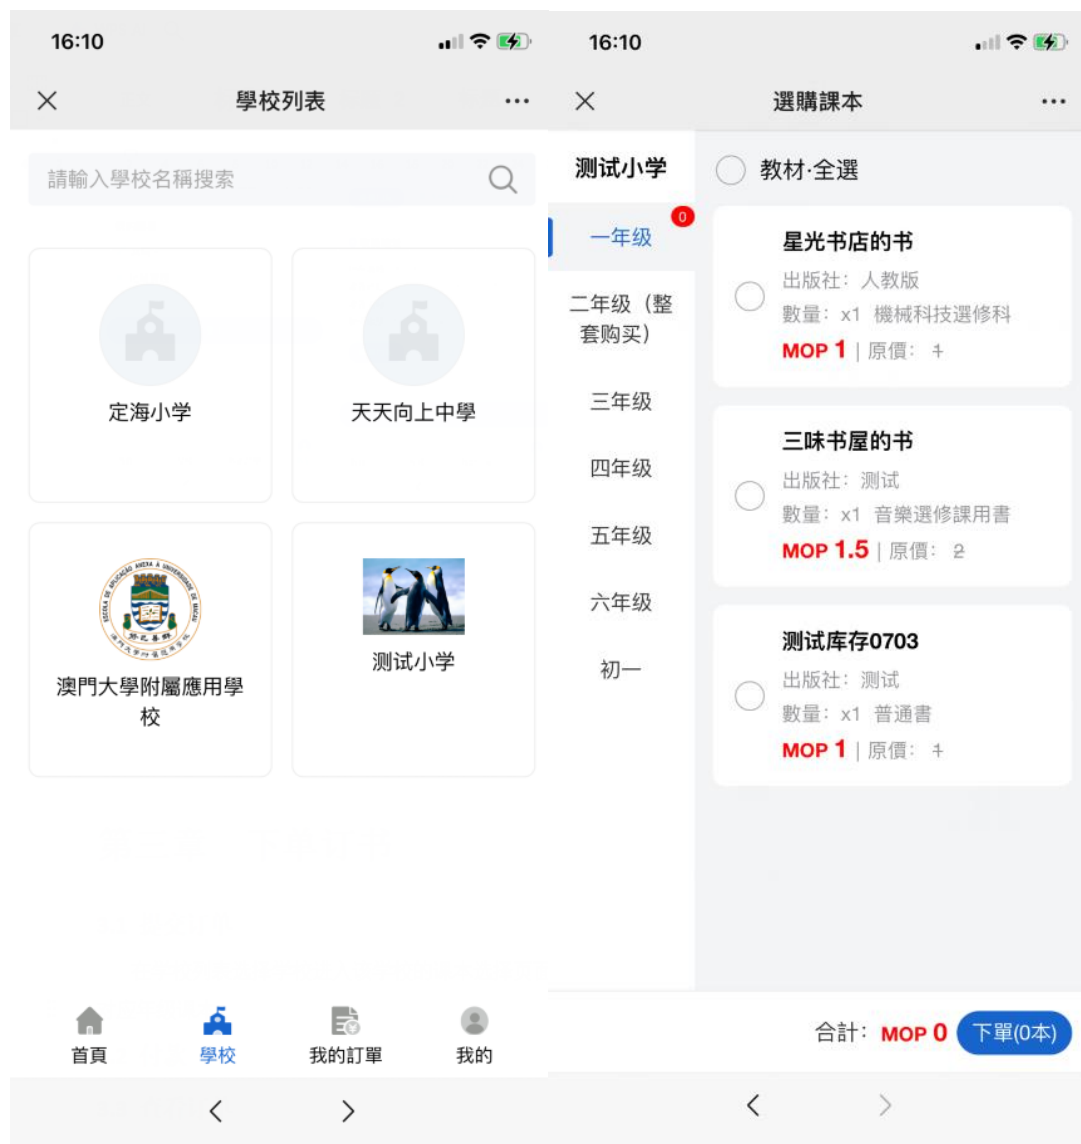 16:10
學校列表
請輸入學校名稱搜索
定海小学
天天向上中學
澳門大學附屬應用學
校
测试小学
首頁
學校
我的訂單
我的
16:10
選購課本
测试小学
一年级
0
二年级（整
套购买）
三年级
四年级
五年级
六年级
初一
教材·全選
星光书店的书
出版社：人教版
數量：x1 機械科技選修科
MOP 1 | 原價： 1
三味书屋的书
出版社：测试
數量：x1 音樂選修課用書
MOP 1.5 | 原價： 2
测试库存0703
出版社：测试
數量：x1 普通書
MOP 1 | 原價： 1
合計：MOP 0
下單(0本)